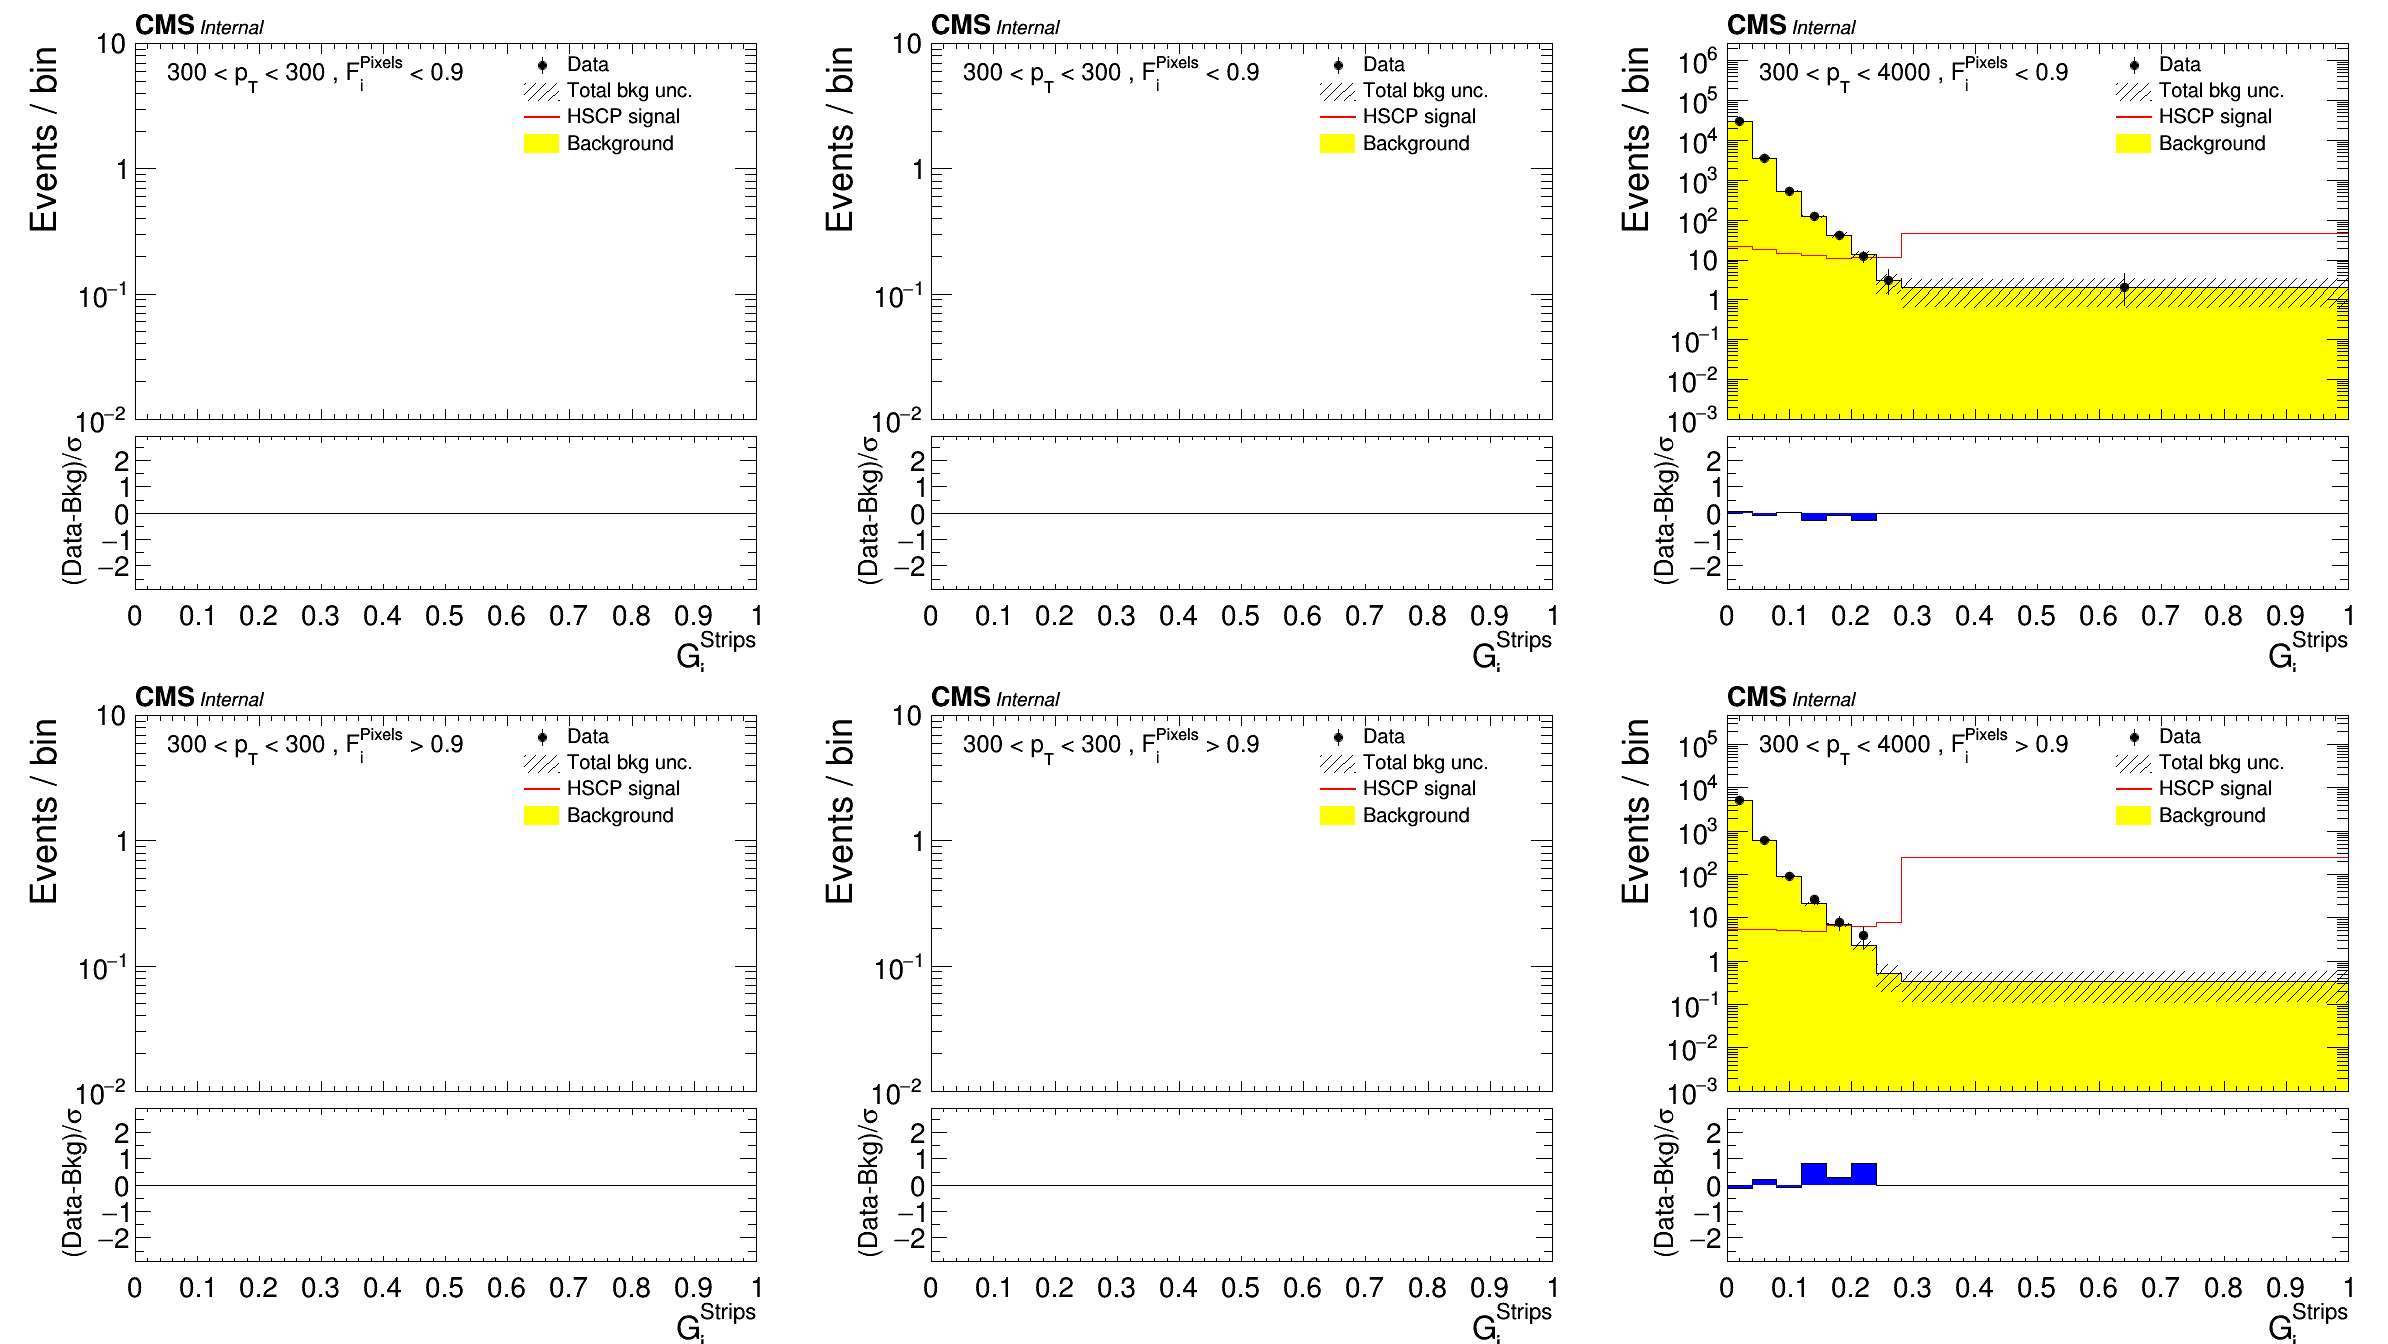 CMS Internal
Events / bin
300 < p_T < 300 , F_i^Pixels < 0.9
Data
Total bkg unc.
HSCP signal
Background
10
1
10^−1
10^−2
(Data-Bkg)/σ
2
1
0
−1
−2
0 0.1 0.2 0.3 0.4 0.5 0.6 0.7 0.8 0.9 1
G_i^Strips
CMS Internal
Events / bin
300 < p_T < 300 , F_i^Pixels < 0.9
Data
Total bkg unc.
HSCP signal
Background
10
1
10^−1
10^−2
(Data-Bkg)/σ
2
1
0
−1
−2
0 0.1 0.2 0.3 0.4 0.5 0.6 0.7 0.8 0.9 1
G_i^Strips
CMS Internal
Events / bin
300 < p_T < 4000 , F_i^Pixels < 0.9
Data
Total bkg unc.
HSCP signal
Background
10^6
10^5
10^4
10^3
10^2
10
1
10^−1
10^−2
10^−3
(Data-Bkg)/σ
2
1
0
−1
−2
0 0.1 0.2 0.3 0.4 0.5 0.6 0.7 0.8 0.9 1
G_i^Strips
CMS Internal
Events / bin
300 < p_T < 300 , F_i^Pixels > 0.9
Data
Total bkg unc.
HSCP signal
Background
10
1
10^−1
10^−2
(Data-Bkg)/σ
2
1
0
−1
−2
0 0.1 0.2 0.3 0.4 0.5 0.6 0.7 0.8 0.9 1
G_i^Strips
CMS Internal
Events / bin
300 < p_T < 300 , F_i^Pixels > 0.9
Data
Total bkg unc.
HSCP signal
Background
10
1
10^−1
10^−2
(Data-Bkg)/σ
2
1
0
−1
−2
0 0.1 0.2 0.3 0.4 0.5 0.6 0.7 0.8 0.9 1
G_i^Strips
CMS Internal
Events / bin
300 < p_T < 4000 , F_i^Pixels > 0.9
Data
Total bkg unc.
HSCP signal
Background
10^5
10^4
10^3
10^2
10
1
10^−1
10^−2
10^−3
(Data-Bkg)/σ
2
1
0
−1
−2
0 0.1 0.2 0.3 0.4 0.5 0.6 0.7 0.8 0.9 1
G_i^Strips